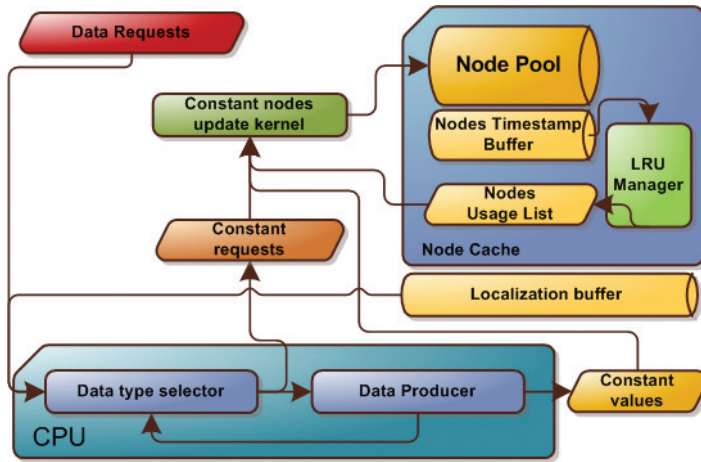 Data Requests
Node Pool
Constant nodes
update kernel
Nodes Timestamp
Buffer
LRU
Manager
Nodes
Usage List
Constant
requests
Node Cache
Localization buffer
Data type selector
Data Producer
Constant
values
CPU